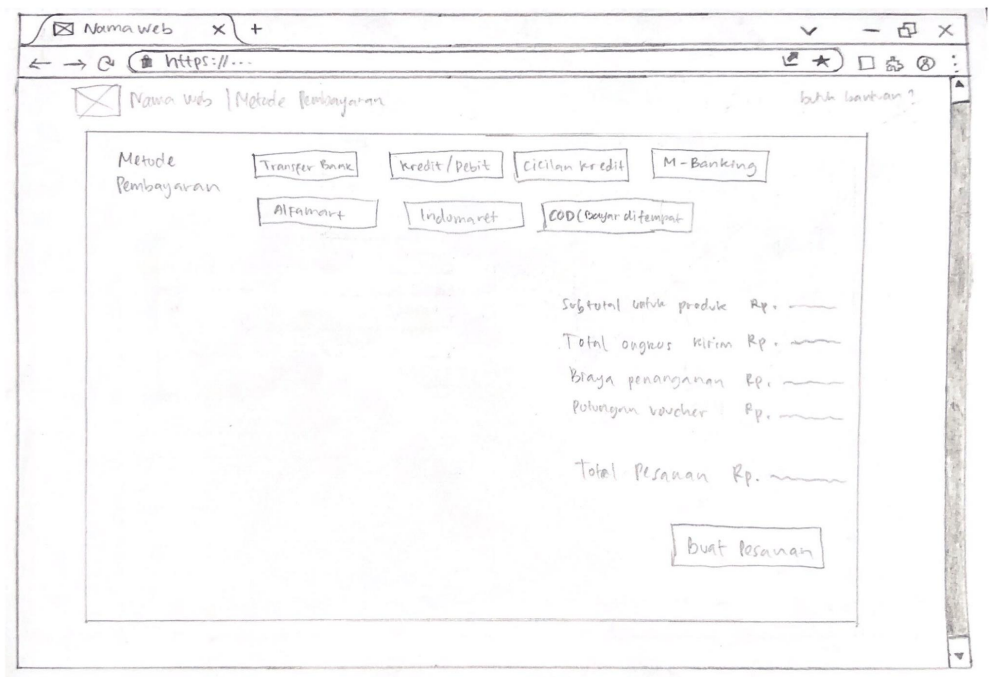 Nama web
https://...
Nama web | Metode Pembayaran
butuh bantuan?
Metode
Pembayaran
Transfer Bank
Kredit/Debit
Cicilan Kredit
M-Banking
Alfamart
Indomaret
COD (Bayar ditempat
Subtotal untuk produk Rp.
Total ongkos kirim Rp.
Biaya penanganan Rp.
Potongan voucher Rp.
Total Pesanan Rp.
Buat Pesanan